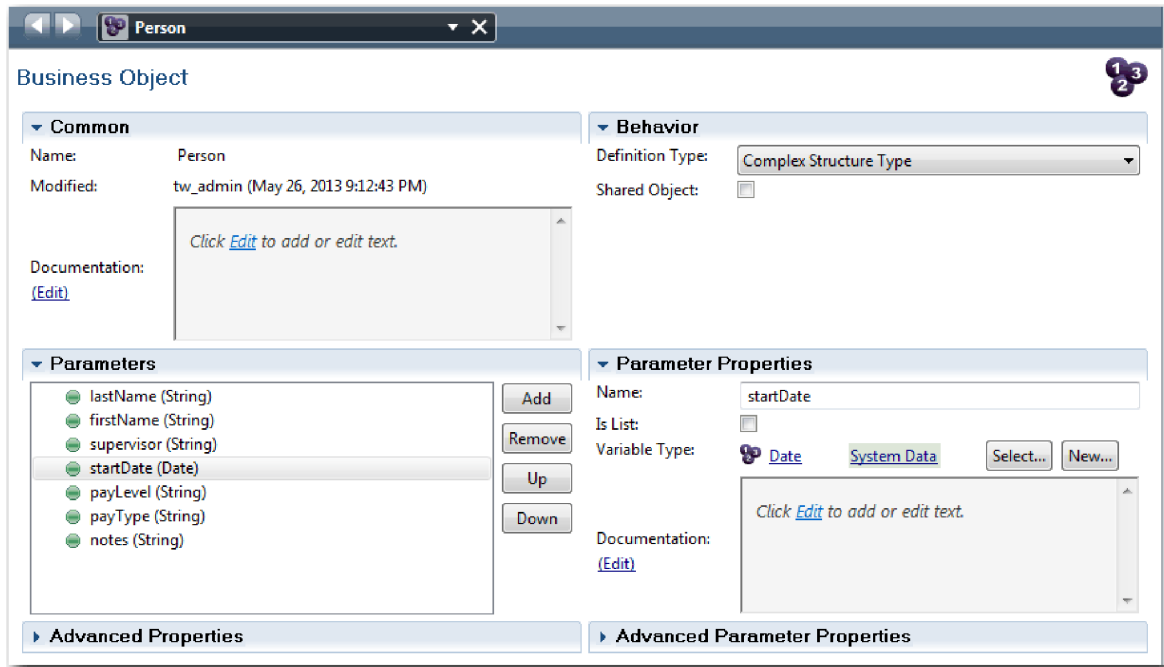 Person
Business Object
1 3
2
Common
Name: Person
Modified: tw_admin (May 26, 2013 9:12:43 PM)
Click Edit to add or edit text.
Documentation:
(Edit)
Behavior
Definition Type: Complex Structure Type
Shared Object:
Parameters
lastName (String)
firstName (String)
supervisor (String)
startDate (Date)
payLevel (String)
payType (String)
notes (String)
Add
Remove
Up
Down
Parameter Properties
Name: startDate
Is List:
Variable Type: Date System Data Select... New...
Click Edit to add or edit text.
Documentation:
(Edit)
Advanced Properties
Advanced Parameter Properties